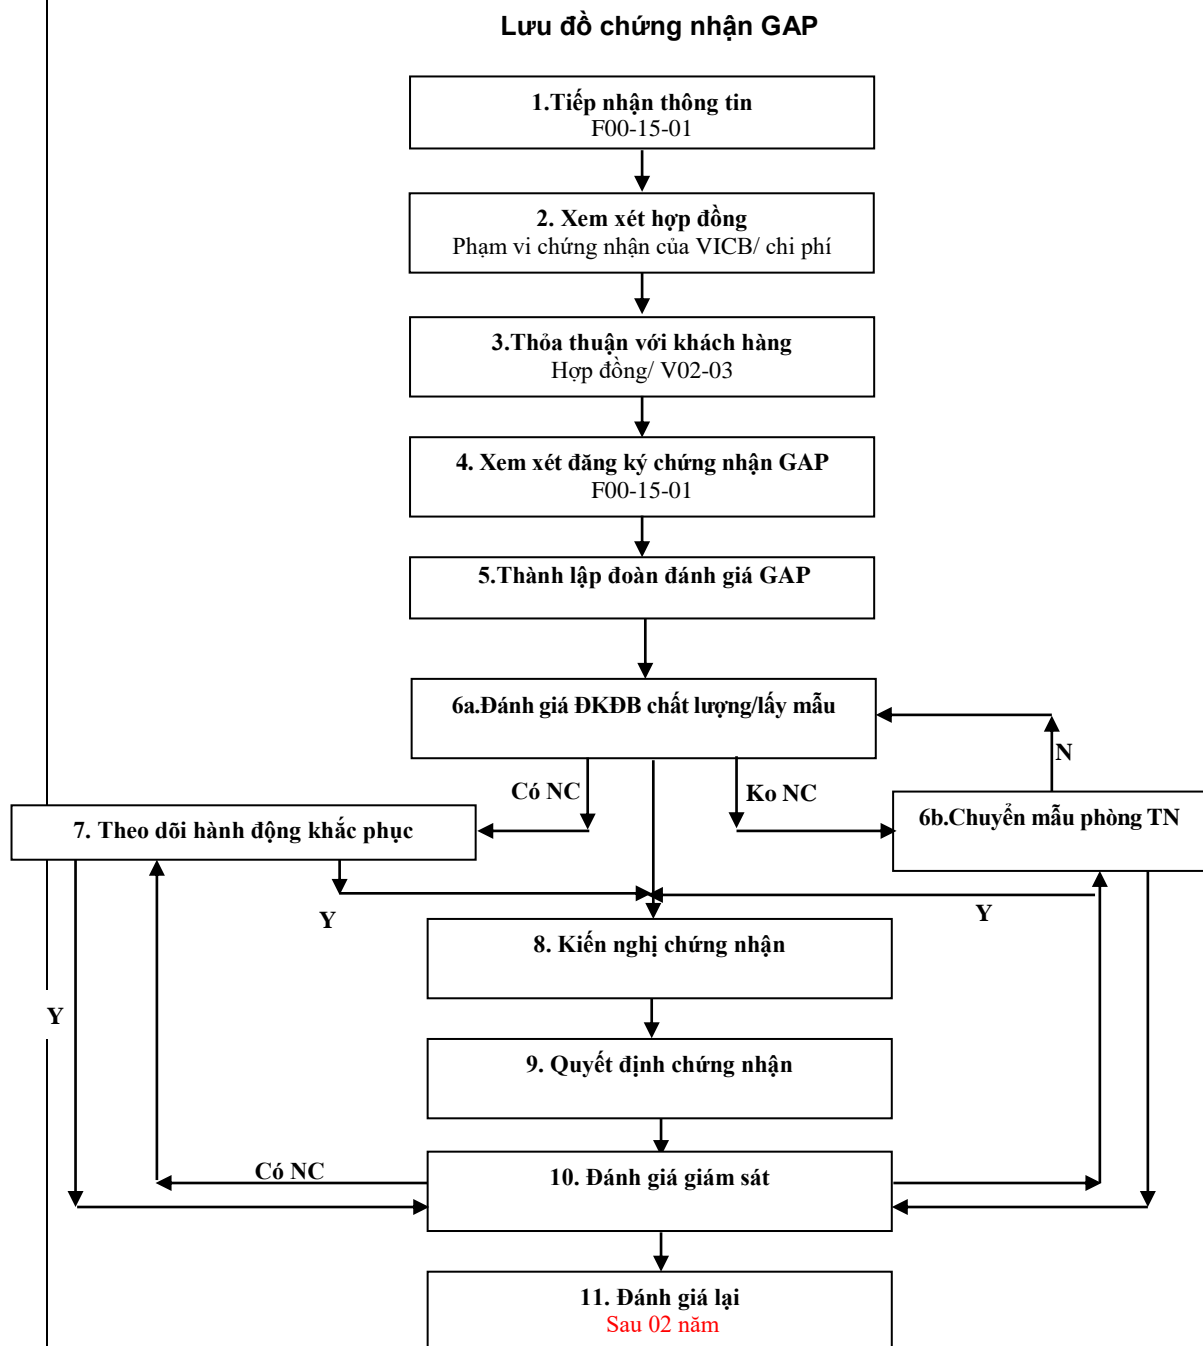 Lưu đồ chứng nhận GAP
1.Tiếp nhận thông tin
F00-15-01
2. Xem xét hợp đồng
Phạm vi chứng nhận của VICB/ chi phí
3.Thỏa thuận với khách hàng
Hợp đồng/ V02-03
4. Xem xét đăng ký chứng nhận GAP
F00-15-01
5.Thành lập đoàn đánh giá GAP
6a.Đánh giá ĐKĐB chất lượng/lấy mẫu
N
Có NC
Ko NC
7. Theo dõi hành động khắc phục
6b.Chuyển mẫu phòng TN
Y
Y
8. Kiến nghị chứng nhận
Y
9. Quyết định chứng nhận
Có NC
10. Đánh giá giám sát
11. Đánh giá lại
Sau 02 năm